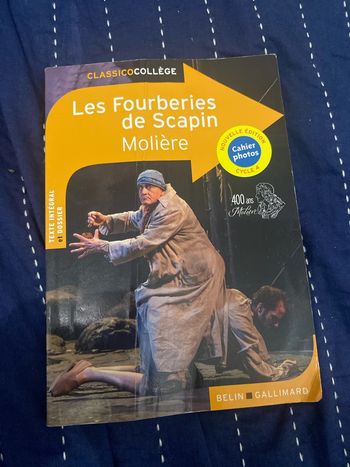 CLASSICOCOLLÈGE
Les Fourberies
de Scapin
Molière
NOUVELLE ÉDITION
Cahier
photos
CYCLE 4
400 ans
Molière
TEXTE INTÉGRAL
et DOSSIER
BELIN GALLIMARD